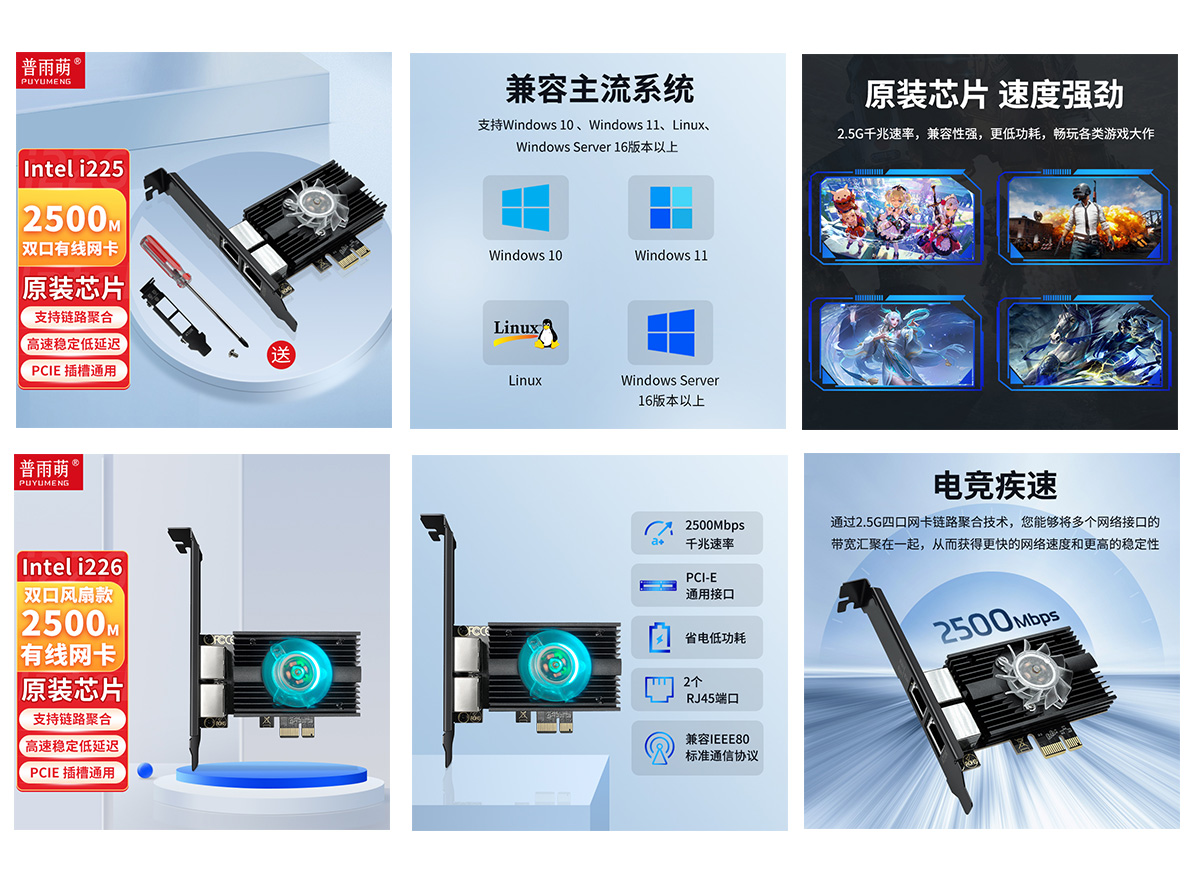 普雨萌®
PUYUMENG
Intel i225
2500M
双口有线网卡
原装芯片
支持链路聚合
高速稳定低延迟
PCIE 插槽通用
送
兼容主流系统
支持Windows 10 、Windows 11、Linux、
Windows Server 16版本以上
Windows 10
Windows 11
Linux
Linux
Windows Server
16版本以上
原装芯片 速度强劲
2.5G千兆速率，兼容性强，更低功耗，畅玩各类游戏大作
普雨萌®
PUYUMENG
Intel i226
双口风扇款
2500M
有线网卡
原装芯片
支持链路聚合
高速稳定低延迟
PCIE 插槽通用
2500Mbps
千兆速率
PCI-E
通用接口
省电低功耗
2个
RJ45端口
兼容IEEE80
标准通信协议
电竞疾速
通过2.5G四口网卡链路聚合技术，您能够将多个网络接口的
带宽汇聚在一起，从而获得更快的网络速度和更高的稳定性
2500Mbps